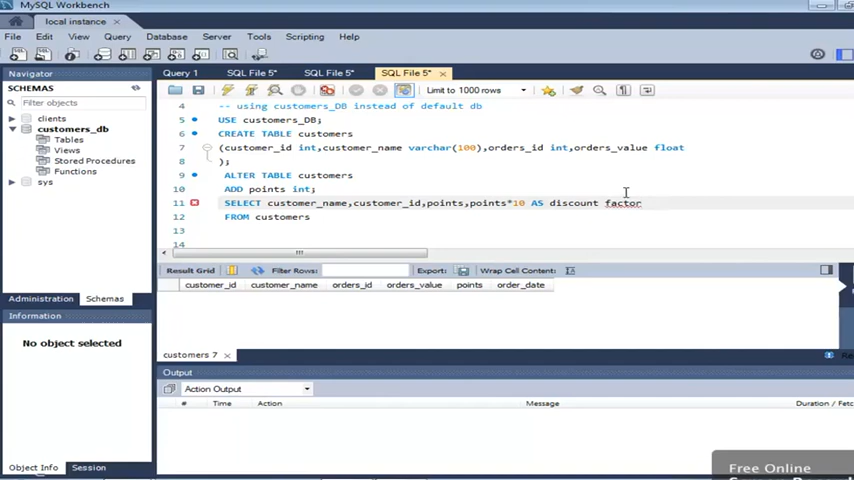 MySQL Workbench
local instance
File Edit View Query Database Server Tools Scripting Help
Navigator
SCHEMAS
Filter objects
clients
customers_db
Tables
Views
Stored Procedures
Functions
sys
Administration Schemas
Information
No object selected
Object Info Session
Query 1 SQL File 5* SQL File 5* SQL File 5*
Limit to 1000 rows
4 -- using customers_DB instead of default db
5 USE customers_DB;
6 CREATE TABLE customers
7 (customer_id int,customer_name varchar(100),orders_id int,orders_value float
8 );
9 ALTER TABLE customers
10 ADD points int;
11 SELECT customer_name,customer_id,points,points*10 AS discount factor
12 FROM customers
13
14
Result Grid Filter Rows: Export: Wrap Cell Content:
customer_id customer_name orders_id orders_value points order_date
customers 7
Output
Action Output
# Time Action Message Duration / Fetc
Free Online